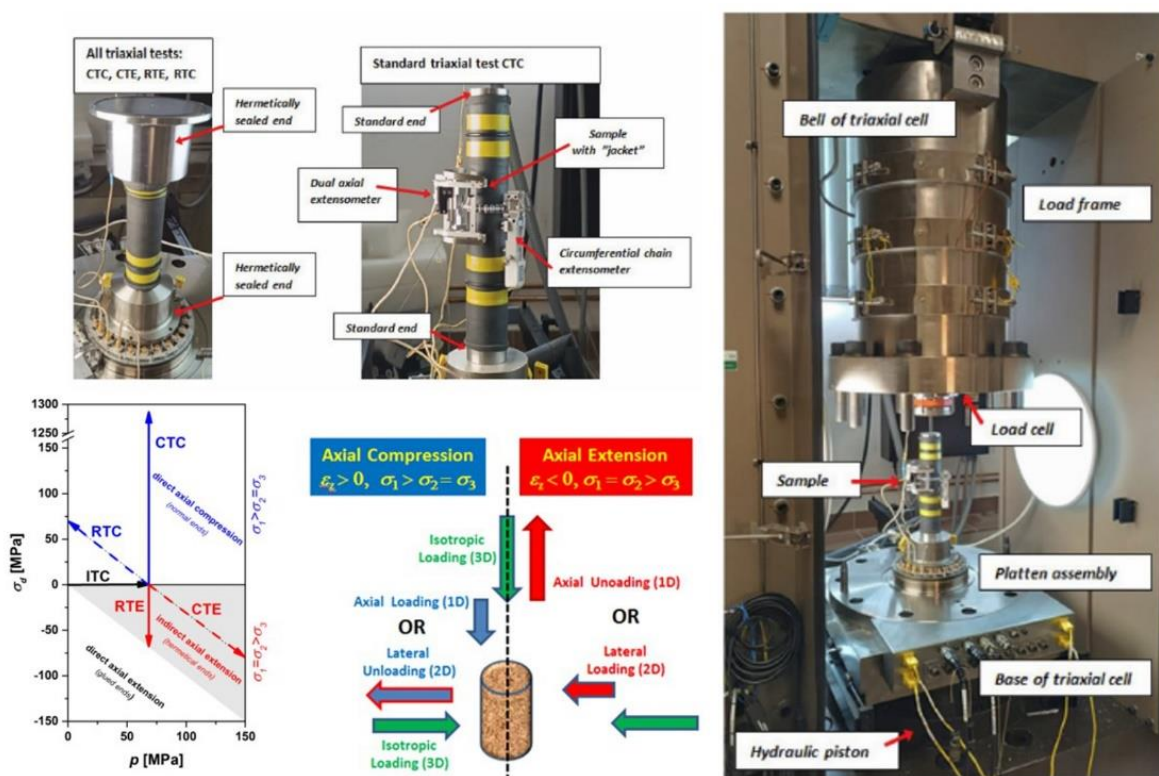 All triaxial tests:
CTC, CTE, RTE, RTC
Hermetically
sealed end
Hermetically
sealed end
Standard triaxial test CTC
Standard end
Sample
with "jacket"
Dual axial
extensometer
Circumferential chain
extensometer
Standard end
Bell of triaxial cell
Load frame
Load cell
Sample
Platten assembly
Base of triaxial cell
Hydraulic piston
1300
1250
100
50
0
-50
-100
-150
σd [MPa]
0
50
100
150
p [MPa]
CTC
direct axial compression
(normal ends)
σ1>σ2=σ3
RTC
ITC
RTE
CTE
indirect axial extension
(hermetical ends)
σ1=σ2>σ3
direct axial extension
(glued ends)
Axial Compression
εz>0, σ1 > σ2 = σ3
Axial Extension
εz<0, σ1 = σ2 > σ3
Isotropic
Loading (3D)
Axial Unoading (1D)
Axial Loading (1D)
OR
OR
Lateral
Unloading (2D)
Lateral
Loading (2D)
Isotropic
Loading (3D)